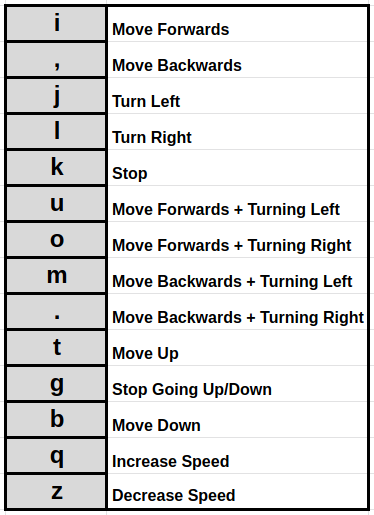 i Move Forwards
, Move Backwards
j Turn Left
l Turn Right
k Stop
u Move Forwards + Turning Left
o Move Forwards + Turning Right
m Move Backwards + Turning Left
. Move Backwards + Turning Right
t Move Up
g Stop Going Up/Down
b Move Down
q Increase Speed
z Decrease Speed